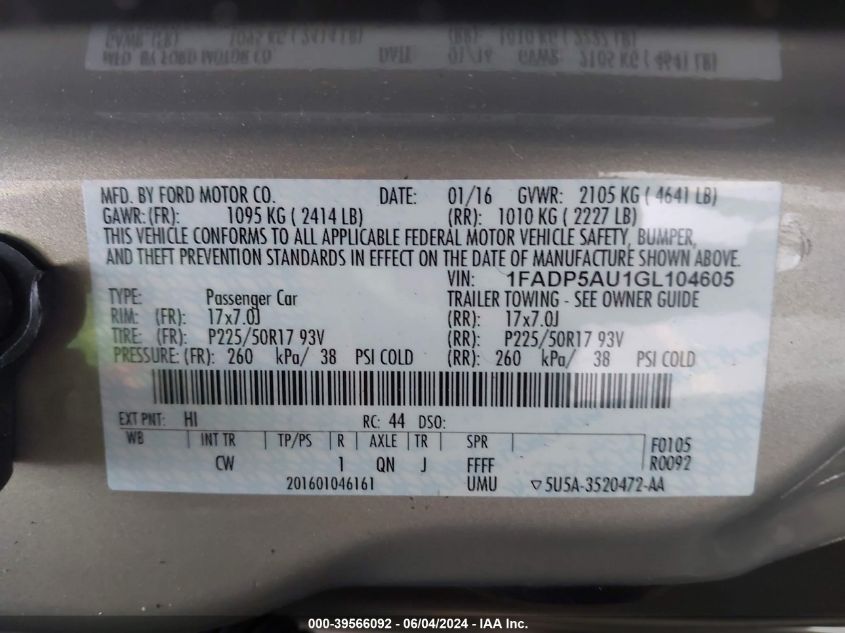 MFD. BY FORD MOTOR CO. DATE: 01/16 GVWR: 2105 KG ( 4641 LB)
GAWR: (FR): 1095 KG ( 2414 LB) (RR): 1010 KG ( 2227 LB)
THIS VEHICLE CONFORMS TO ALL APPLICABLE FEDERAL MOTOR VEHICLE SAFETY, BUMPER,
AND THEFT PREVENTION STANDARDS IN EFFECT ON THE DATE OF MANUFACTURE SHOWN ABOVE.
VIN: 1FADP5AU1GL104605
TYPE: Passenger Car TRAILER TOWING - SEE OWNER GUIDE
RIM: (FR): 17x7.0J (RR): 17x7.0J
TIRE: (FR): P225/50R17 93V (RR): P225/50R17 93V
PRESSURE: (FR): 260 kPa/ 38 PSI COLD (RR): 260 kPa/ 38 PSI COLD
EXT PNT: HI RC: 44 DSO:
WB INT TR TP/PS R AXLE TR SPR F0105
CW 1 QN J FFFF R0092
201601046161 UMU ▽5U5A-3520472-AA
000-39566092 - 06/04/2024 - IAA Inc.